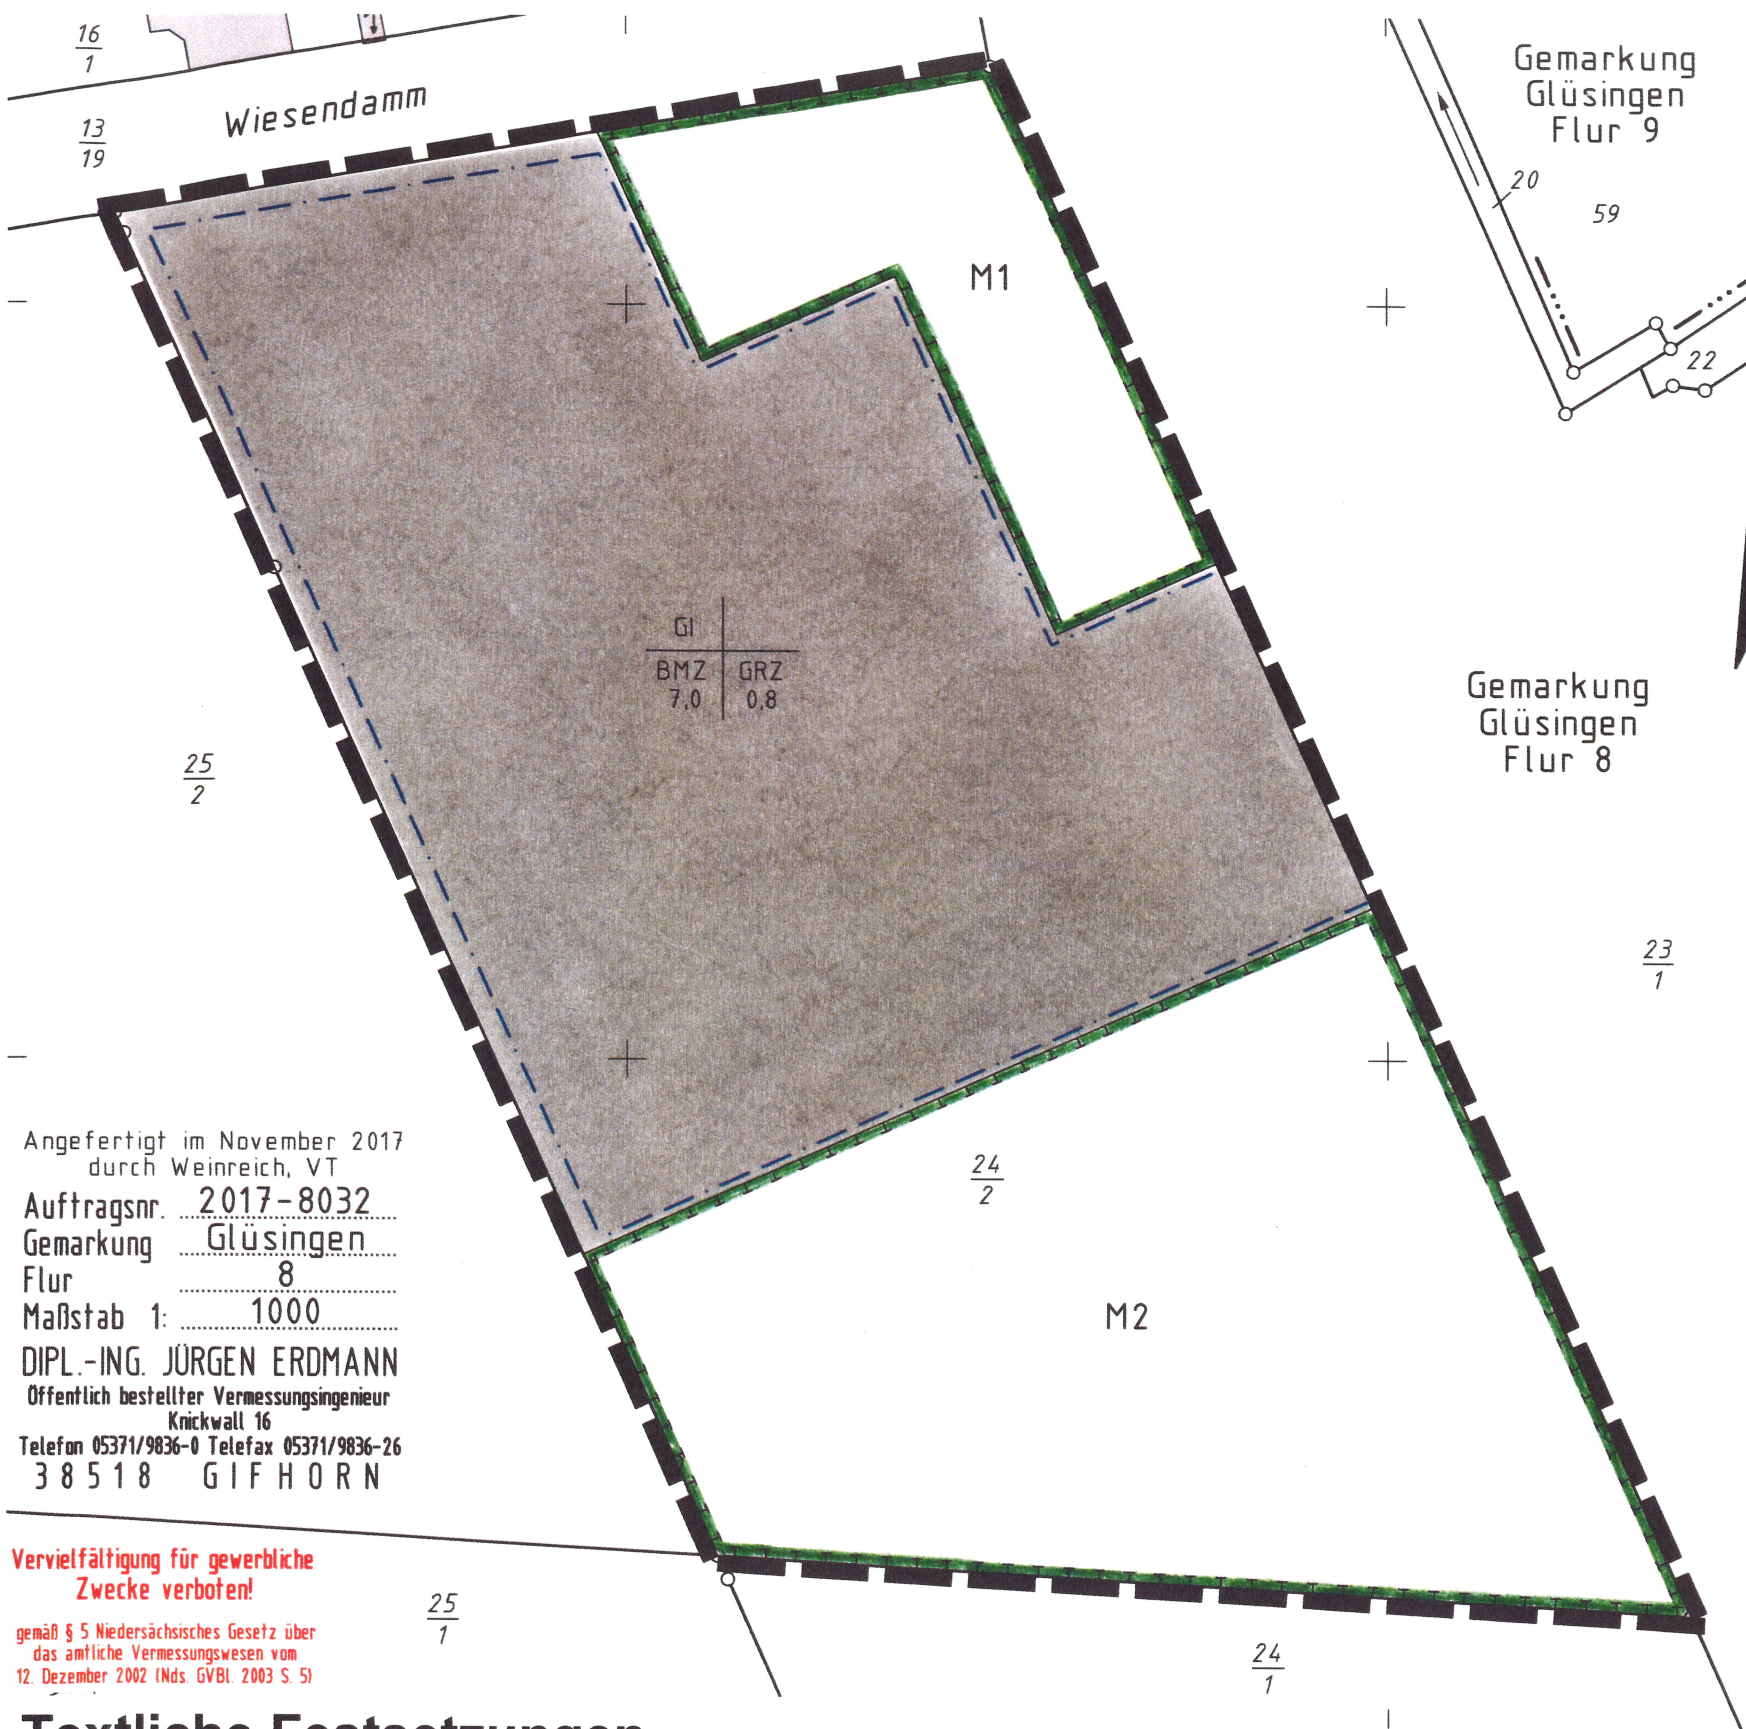 16
1
Wiesendamm
13
19
Gemarkung
Glüsingen
Flur 9
20
59
22
M1
GI
BMZ GRZ
7,0 0,8
Gemarkung
Glüsingen
Flur 8
25
2
23
1
24
2
M2
Angefertigt im November 2017
durch Weinreich, VT
Auftragsnr. 2017-8032
Gemarkung Glüsingen
Flur 8
Maßstab 1: 1000
DIPL.-ING. JÜRGEN ERDMANN
Öffentlich bestellter Vermessungsingenieur
Knickwall 16
Telefon 05371/9836-0 Telefax 05371/9836-26
38518 GIFHORN
Vervielfältigung für gewerbliche
Zwecke verboten!
gemäß § 5 Niedersächsisches Gesetz über
das amtliche Vermessungswesen vom
12. Dezember 2002 (Nds. GVBl. 2003 S. 5)
25
1
24
1
Textliche Festsetzungen